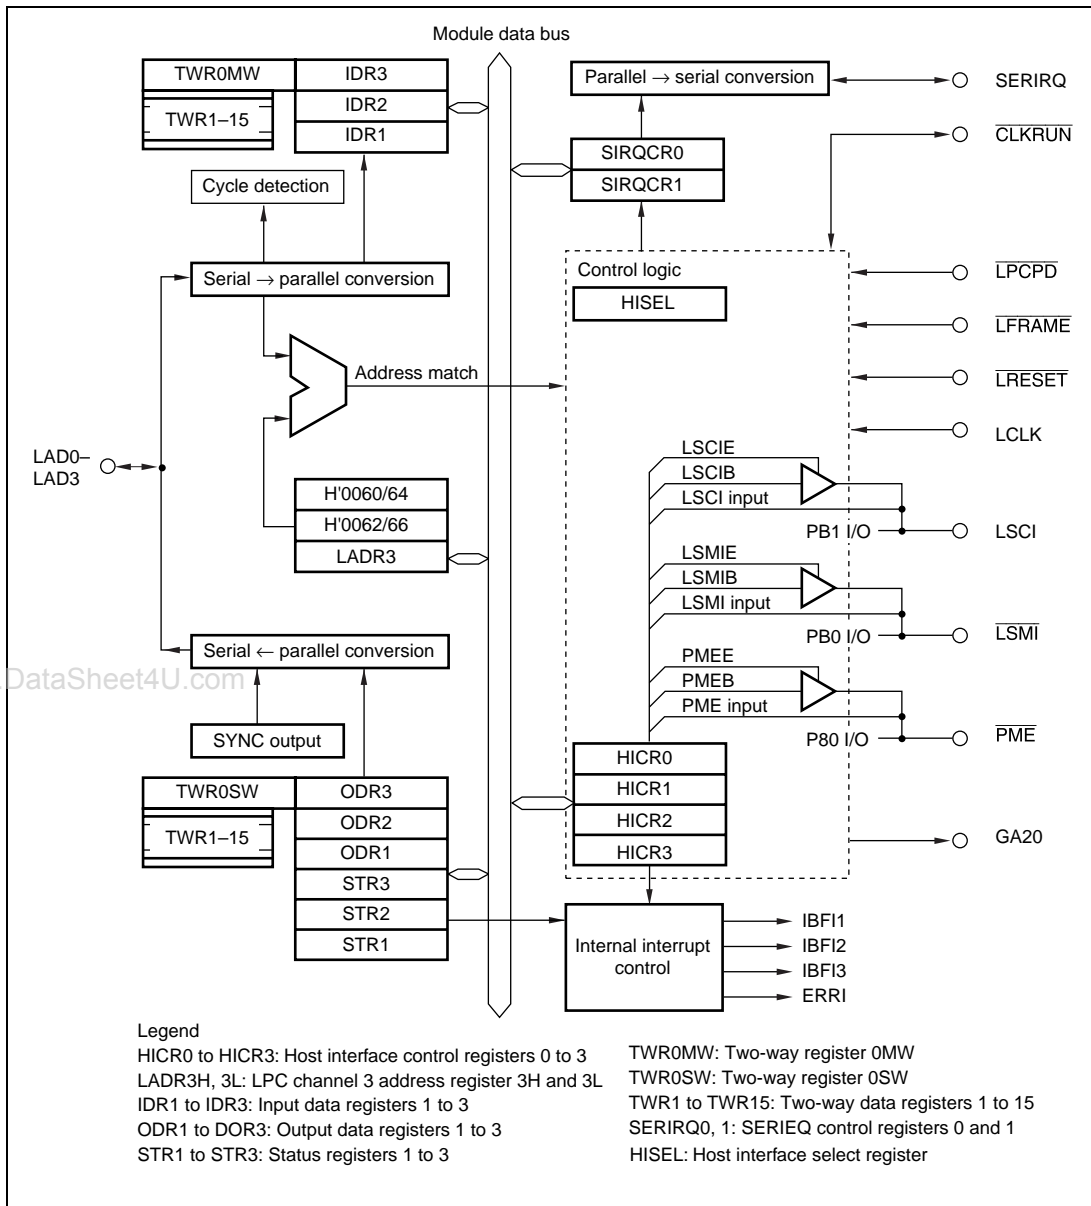 Module data bus
TWR0MW
IDR3
TWR1–15
IDR2
IDR1
Cycle detection
Serial → parallel conversion
Address match
LAD0–
LAD3
H'0060/64
H'0062/66
LADR3
Serial ← parallel conversion
.DataSheet4U.com
SYNC output
TWR0SW
ODR3
TWR1–15
ODR2
ODR1
STR3
STR2
STR1
Parallel → serial conversion
SERIRQ
CLKRUN
SIRQCR0
SIRQCR1
Control logic
HISEL
LPCPD
LFRAME
LRESET
LCLK
LSCIE
LSCIB
LSCI input
PB1 I/O
LSCI
LSMIE
LSMIB
LSMI input
PB0 I/O
LSMI
PMEE
PMEB
PME input
P80 I/O
PME
HICR0
HICR1
HICR2
HICR3
GA20
Internal interrupt
control
IBFI1
IBFI2
IBFI3
ERRI
Legend
HICR0 to HICR3: Host interface control registers 0 to 3
LADR3H, 3L: LPC channel 3 address register 3H and 3L
IDR1 to IDR3: Input data registers 1 to 3
ODR1 to DOR3: Output data registers 1 to 3
STR1 to STR3: Status registers 1 to 3
TWR0MW: Two-way register 0MW
TWR0SW: Two-way register 0SW
TWR1 to TWR15: Two-way data registers 1 to 15
SERIRQ0, 1: SERIEQ control registers 0 and 1
HISEL: Host interface select register